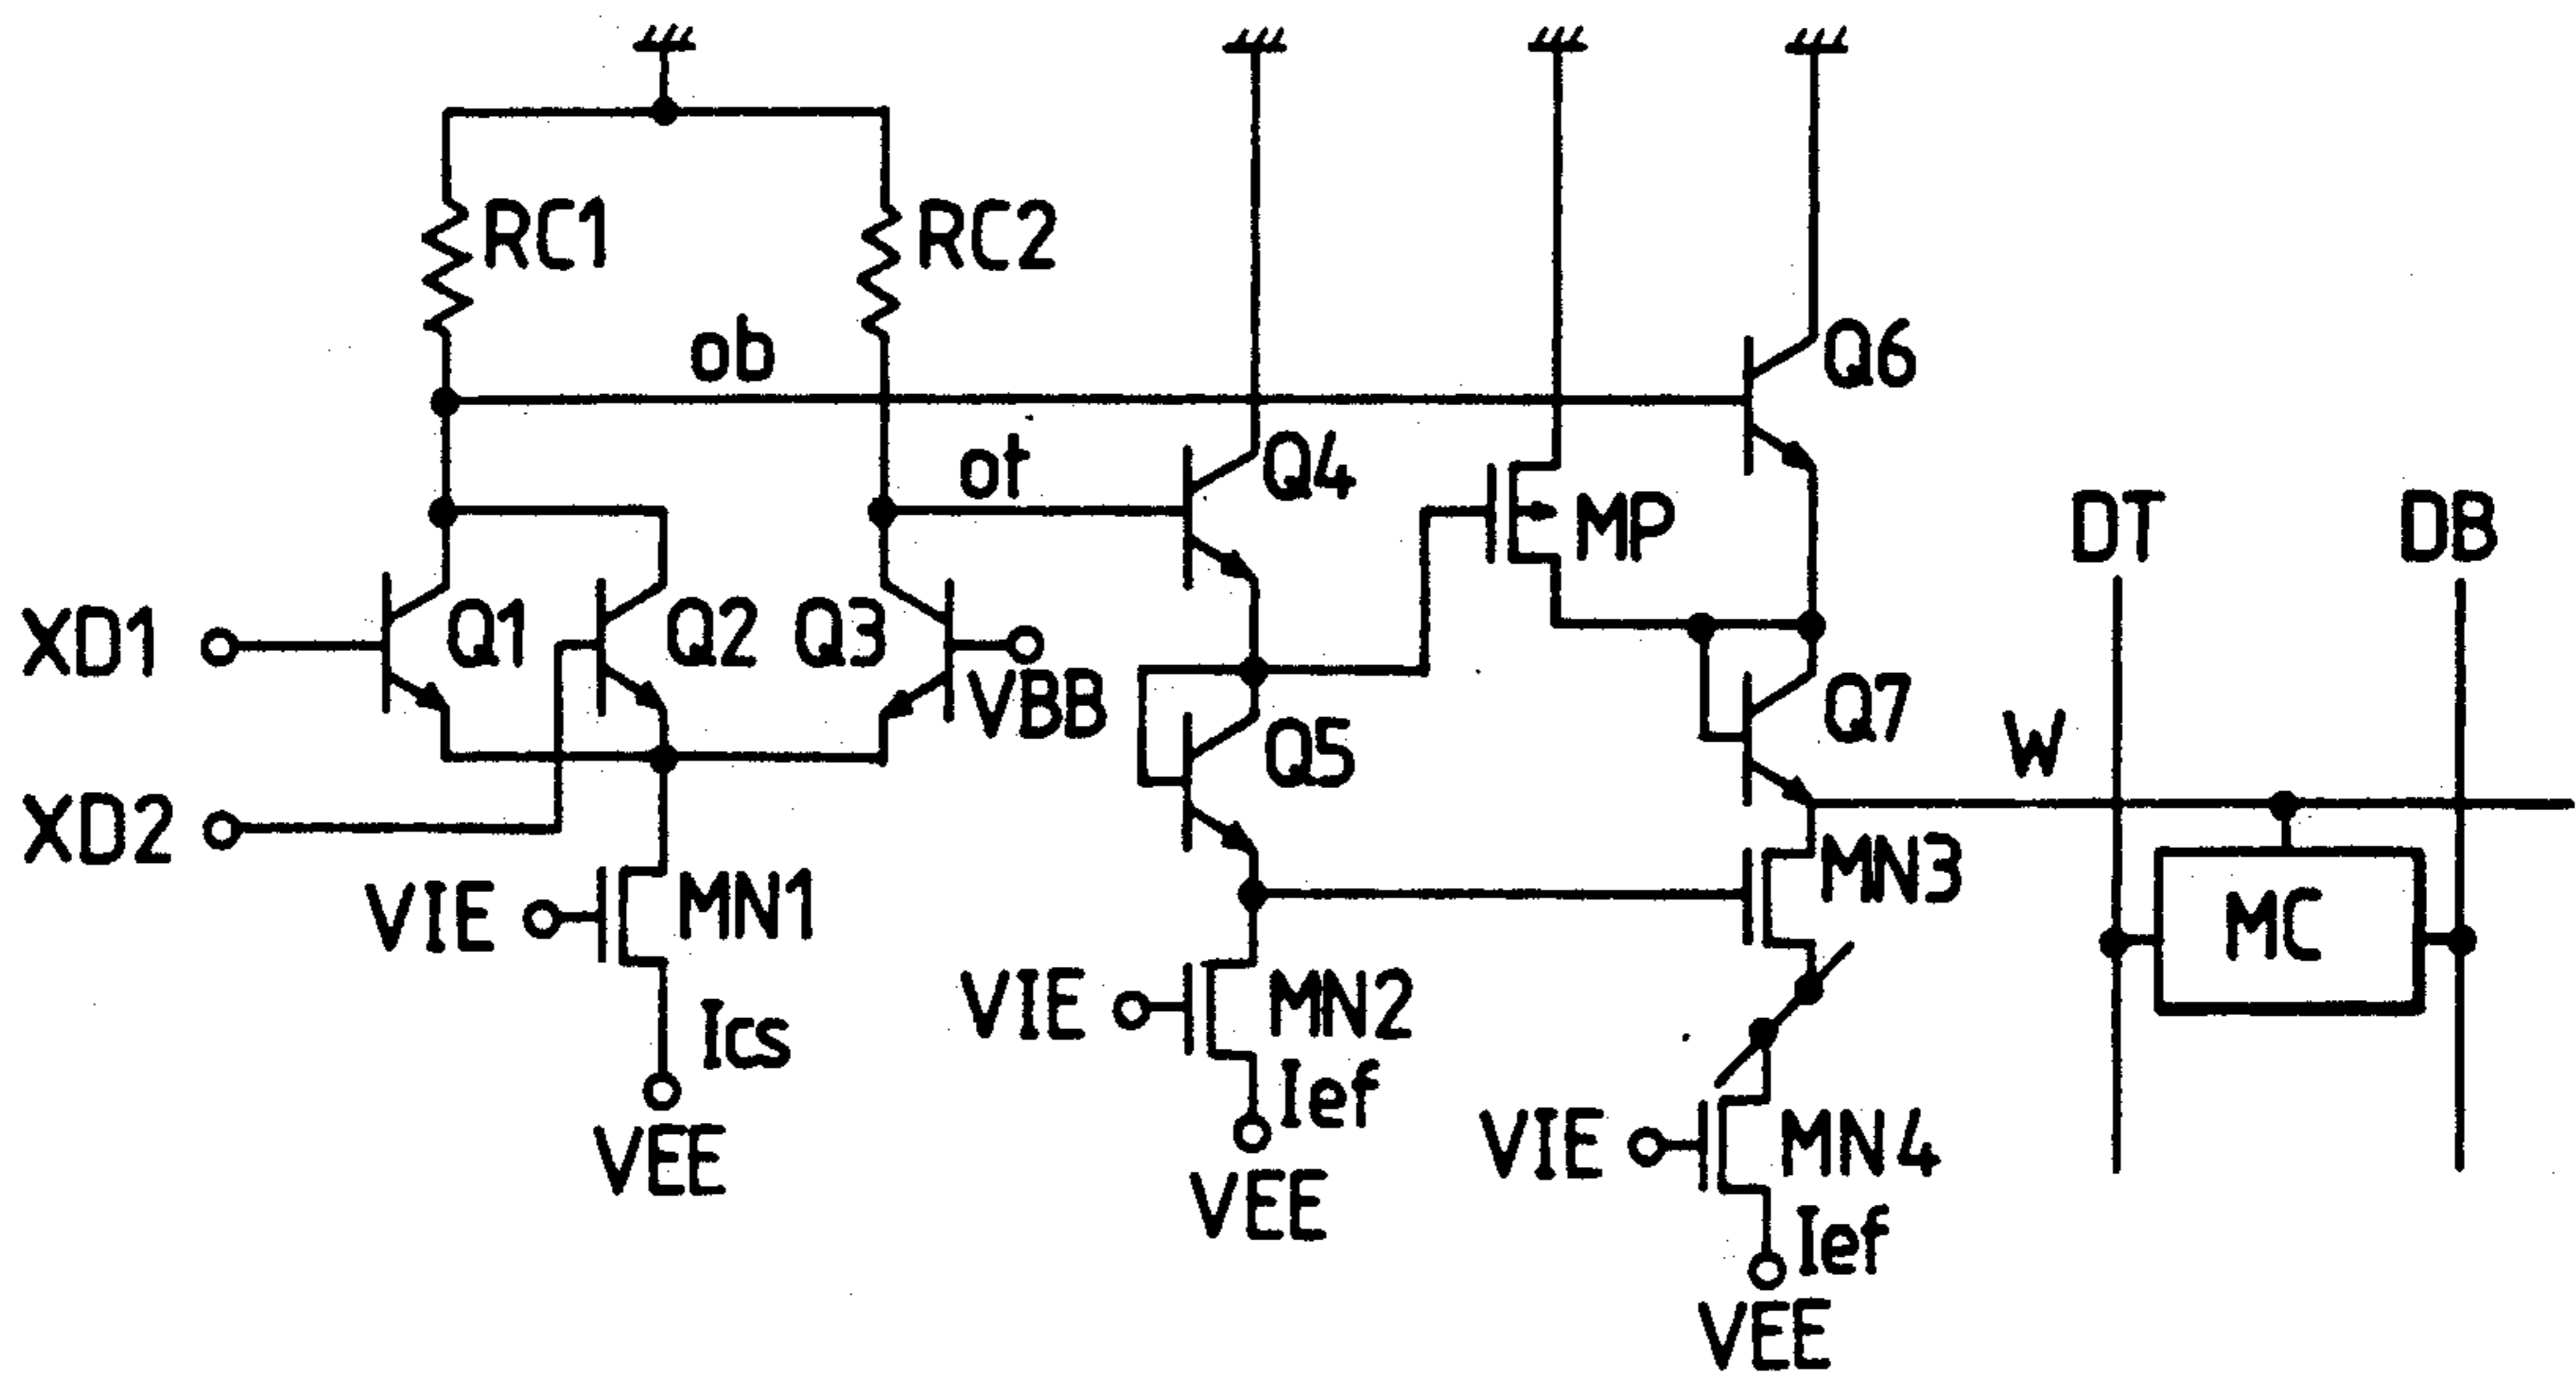 RC1
RC2
ob
Q6
ot
Q4
MP
DT
DB
XD1
Q1
Q2
Q3
VBB
Q5
Q7
W
XD2
VIE
MN1
MN3
MC
Ics
VIE
MN2
VEE
Ief
VIE
MN4
VEE
Ief
VEE